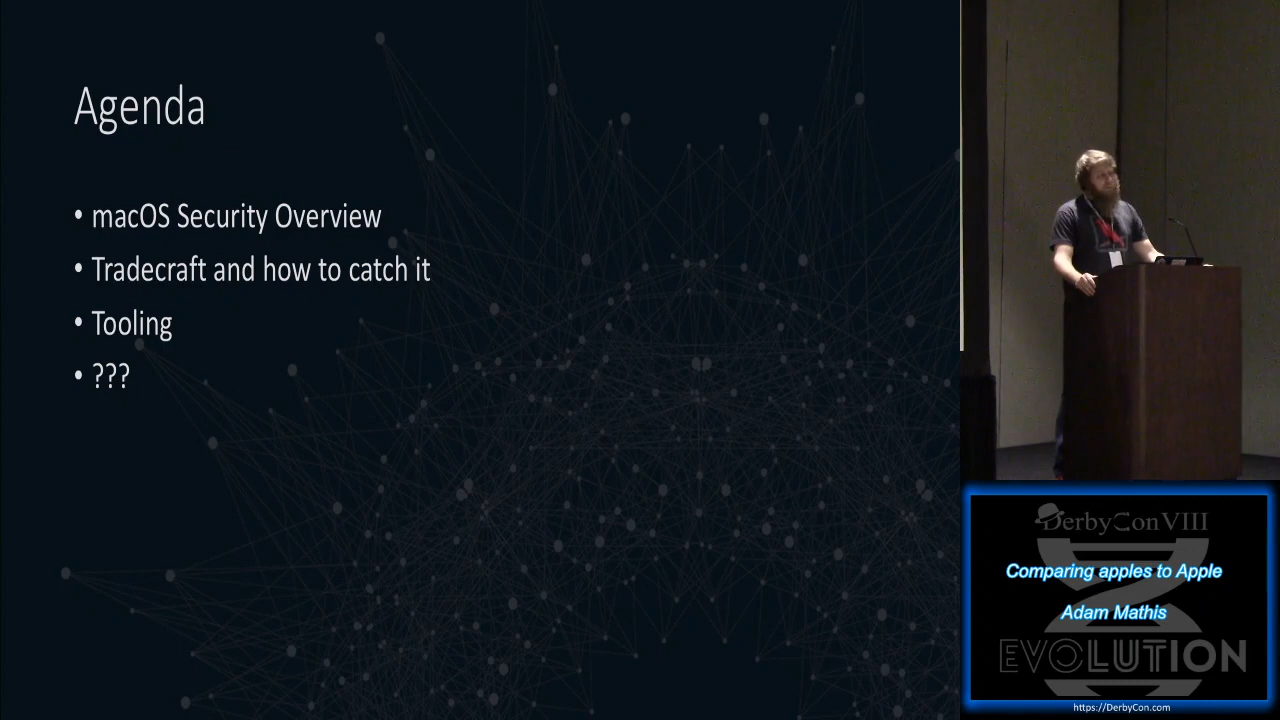 Agenda
• macOS Security Overview
• Tradecraft and how to catch it
• Tooling
• ???
DerbyCon VIII
Comparing apples to Apple
Adam Mathis
EVOLUTION
https://DerbyCon.com